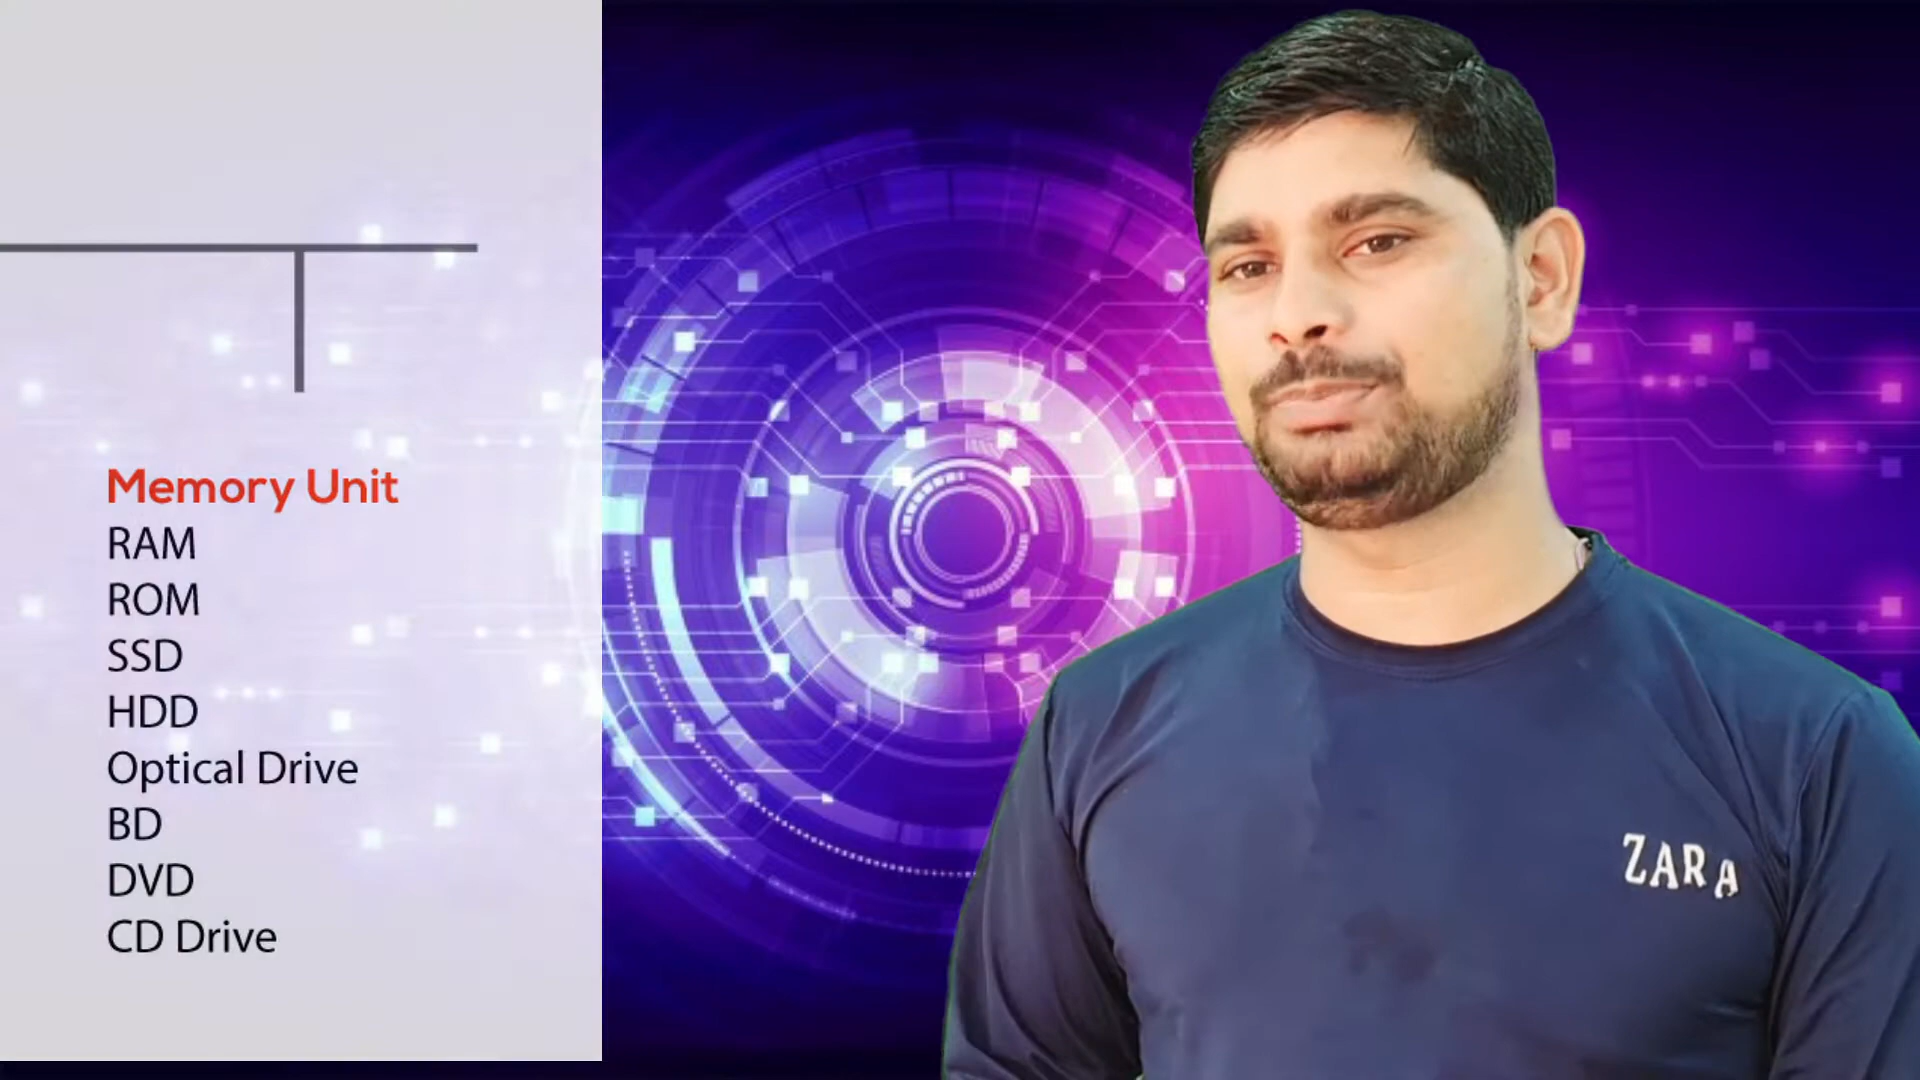 Memory Unit
RAM
ROM
SSD
HDD
Optical Drive
BD
DVD
CD Drive
ZARA